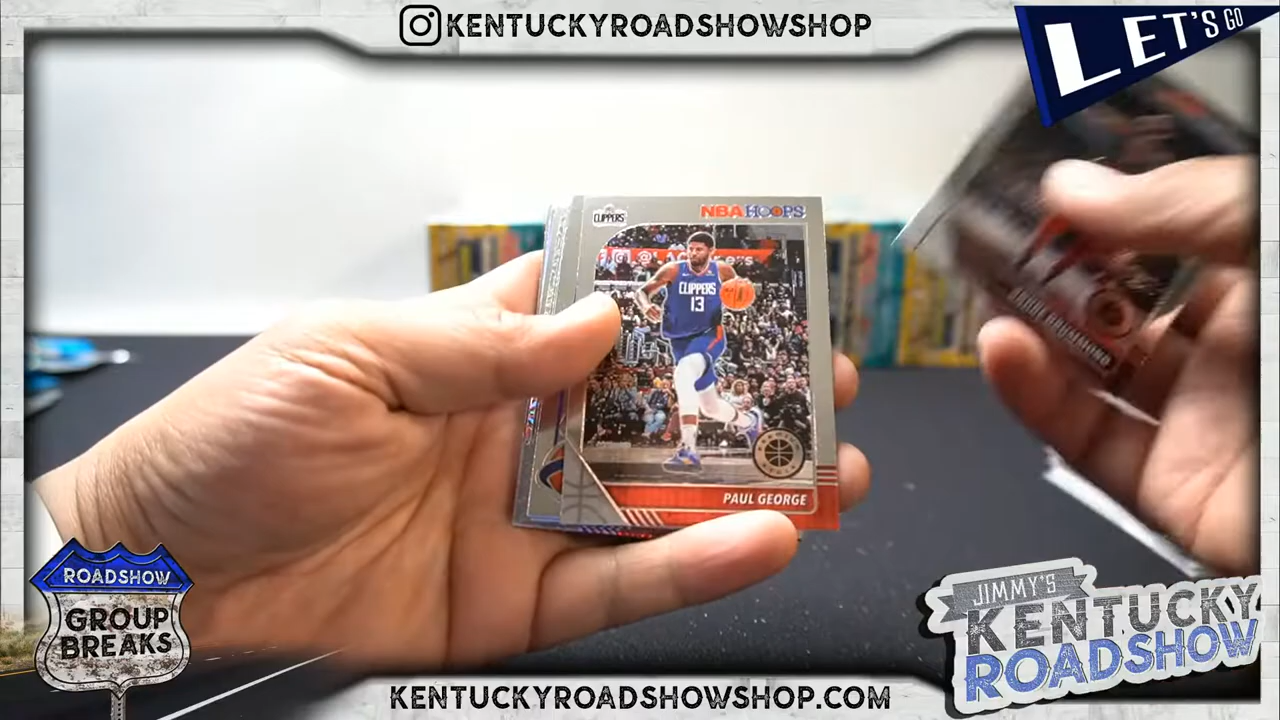 KENTUCKYROADSHOWSHOP
LET'S GO
CLIPPERS
NBA HOOPS
CLIPPERS
13
PAUL GEORGE
ROADSHOW
GROUP
BREAKS
JIMMY'S
KENTUCKY
ROADSHOW
KENTUCKYROADSHOWSHOP.COM